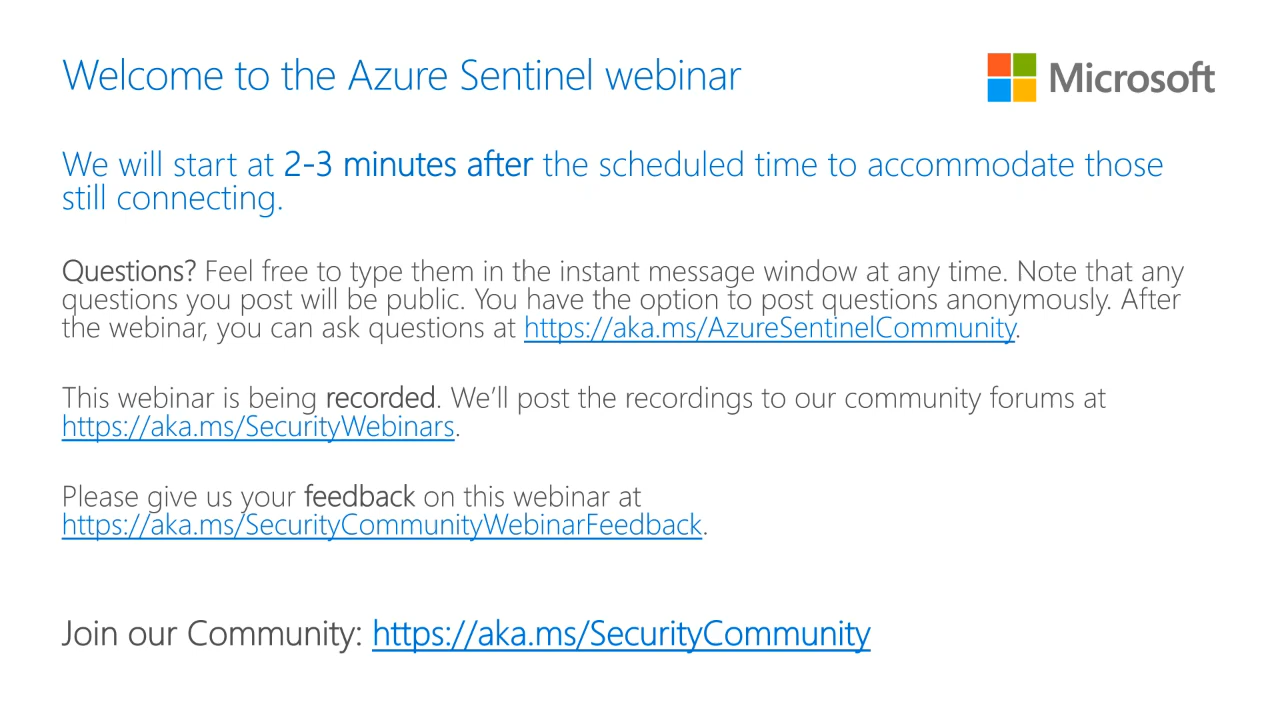 Welcome to the Azure Sentinel webinar
Microsoft
We will start at 2-3 minutes after the scheduled time to accommodate those
still connecting.
Questions? Feel free to type them in the instant message window at any time. Note that any
questions you post will be public. You have the option to post questions anonymously. After
the webinar, you can ask questions at https://aka.ms/AzureSentinelCommunity.
This webinar is being recorded. We’ll post the recordings to our community forums at
https://aka.ms/SecurityWebinars.
Please give us your feedback on this webinar at
https://aka.ms/SecurityCommunityWebinarFeedback.
Join our Community: https://aka.ms/SecurityCommunity